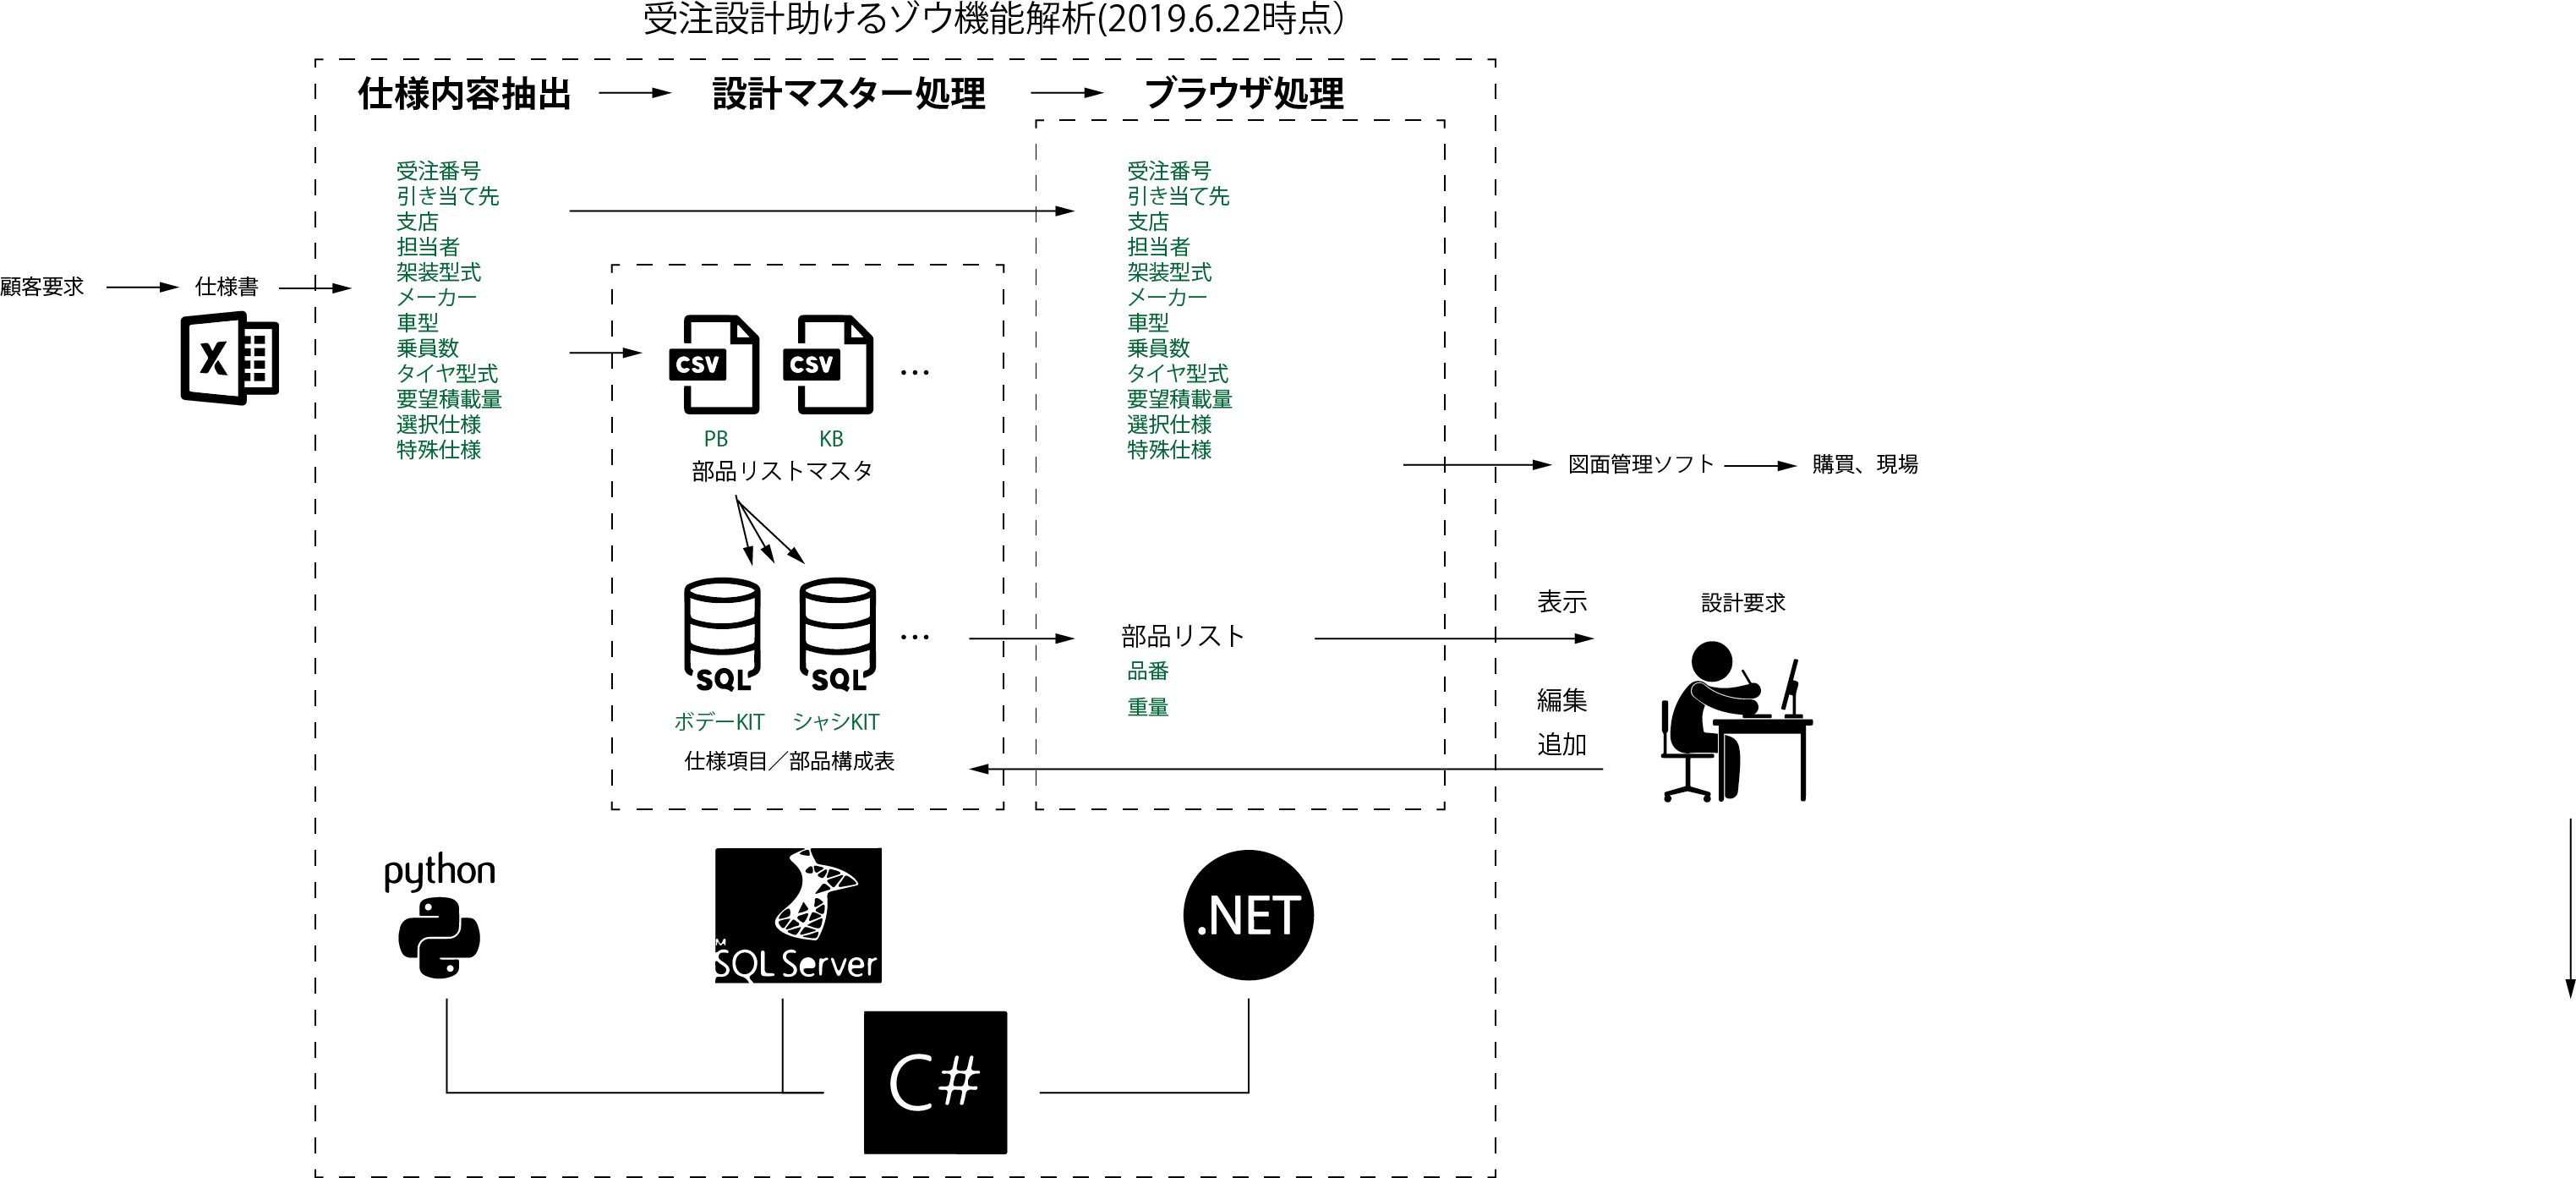 受注設計助けるゾウ機能解析(2019.6.22時点）
仕様内容抽出
設計マスター処理
ブラウザ処理
顧客要求
仕様書
X
受注番号
引き当て先
支店
担当者
架装型式
メーカー
車型
乗員数
タイヤ型式
要望積載量
選択仕様
特殊仕様
CSV
CSV
…
PB
KB
部品リストマスタ
SQL
SQL
…
ボデーKIT
シャシKIT
仕様項目／部品構成表
受注番号
引き当て先
支店
担当者
架装型式
メーカー
車型
乗員数
タイヤ型式
要望積載量
選択仕様
特殊仕様
部品リスト
品番
重量
図面管理ソフト
購買、現場
表示
編集
追加
設計要求
python
SQL Server
.NET
C#